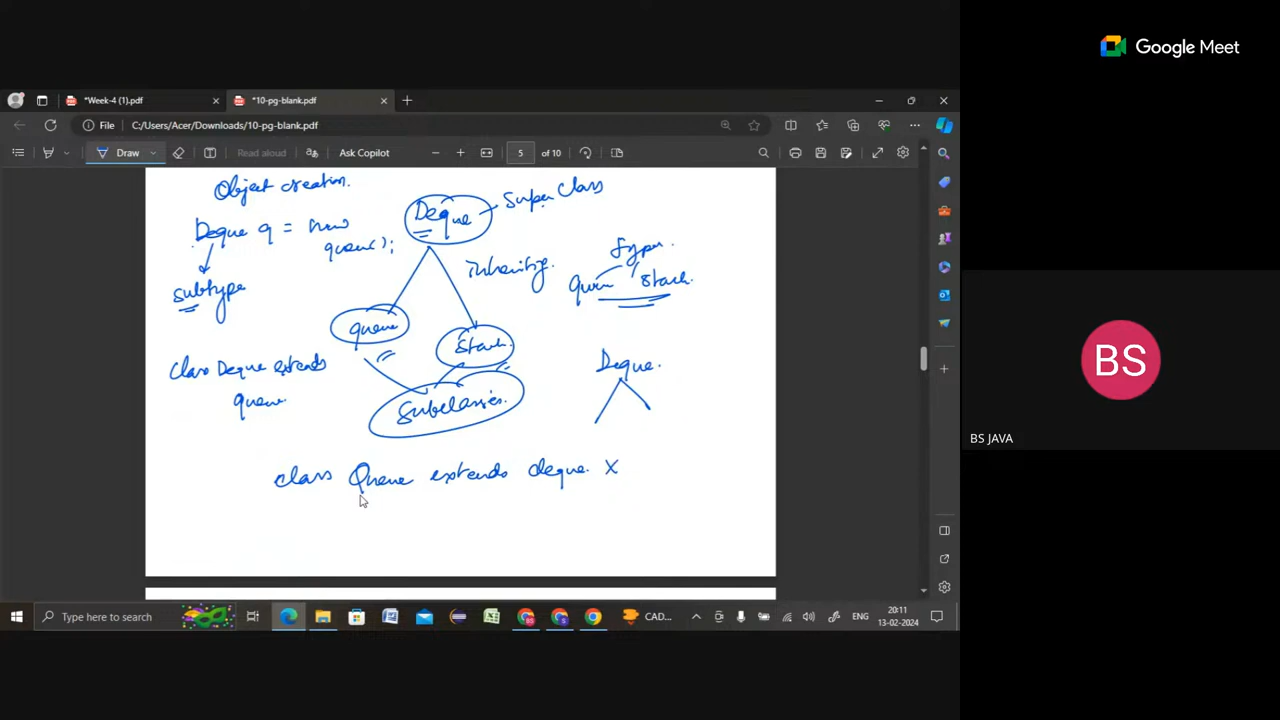 Google Meet
*Week-4 (1).pdf
*10-pg-blank.pdf
File
C:/Users/Acer/Downloads/10-pg-blank.pdf
Draw
Read aloud
Ask Copilot
5 of 10
Object creation.
Deque - Super Class
Deque q = new
queue();
subtype
Inheriting.
Queue Stack.
queue
Stack.
Class Deque extends
queue.
Subclasses.
Deque.
class Queue extends deque X
BS
BS JAVA
Type here to search
CAD...
ENG
20:11
13-02-2024